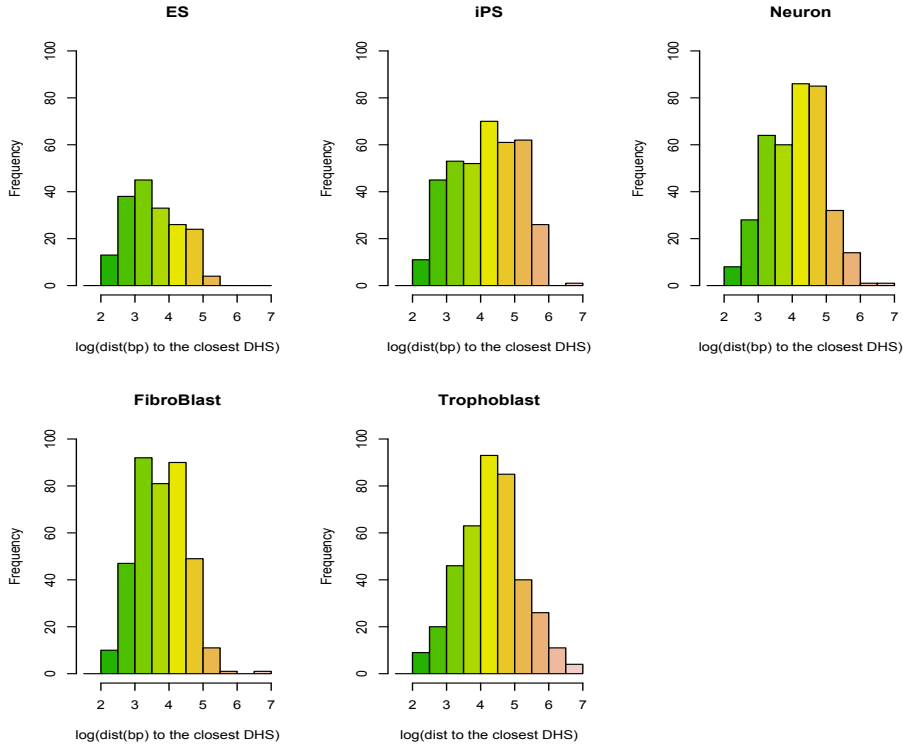 ES
iPS
Neuron
Frequency
0 20 40 60 80 100
2 3 4 5 6 7
log(dist(bp) to the closest DHS)
Frequency
0 20 40 60 80 100
2 3 4 5 6 7
log(dist(bp) to the closest DHS)
Frequency
0 20 40 60 80 100
2 3 4 5 6 7
log(dist(bp) to the closest DHS)
FibroBlast
Trophoblast
Frequency
0 20 40 60 80 100
2 3 4 5 6 7
log(dist(bp) to the closest DHS)
Frequency
0 20 40 60 80 100
2 3 4 5 6 7
log(dist to the closest DHS)